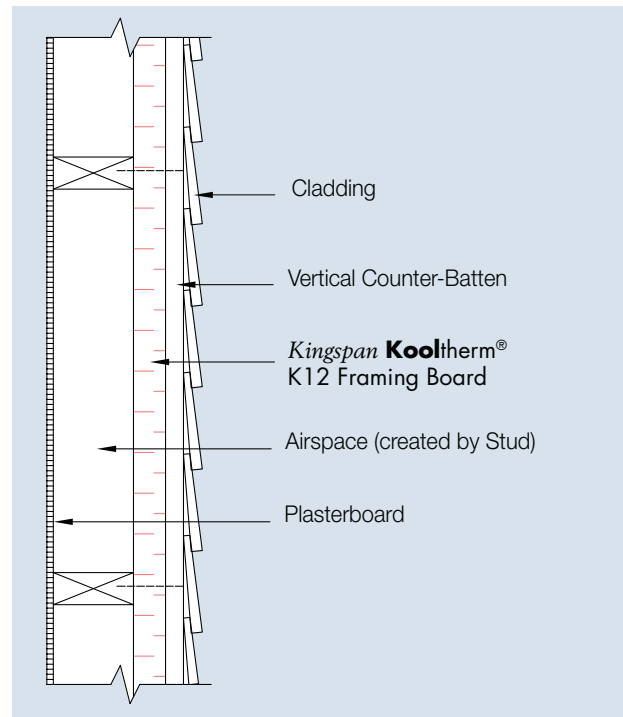 Cladding
Vertical Counter-Batten
Kingspan Kooltherm®
K12 Framing Board
Airspace (created by Stud)
Plasterboard